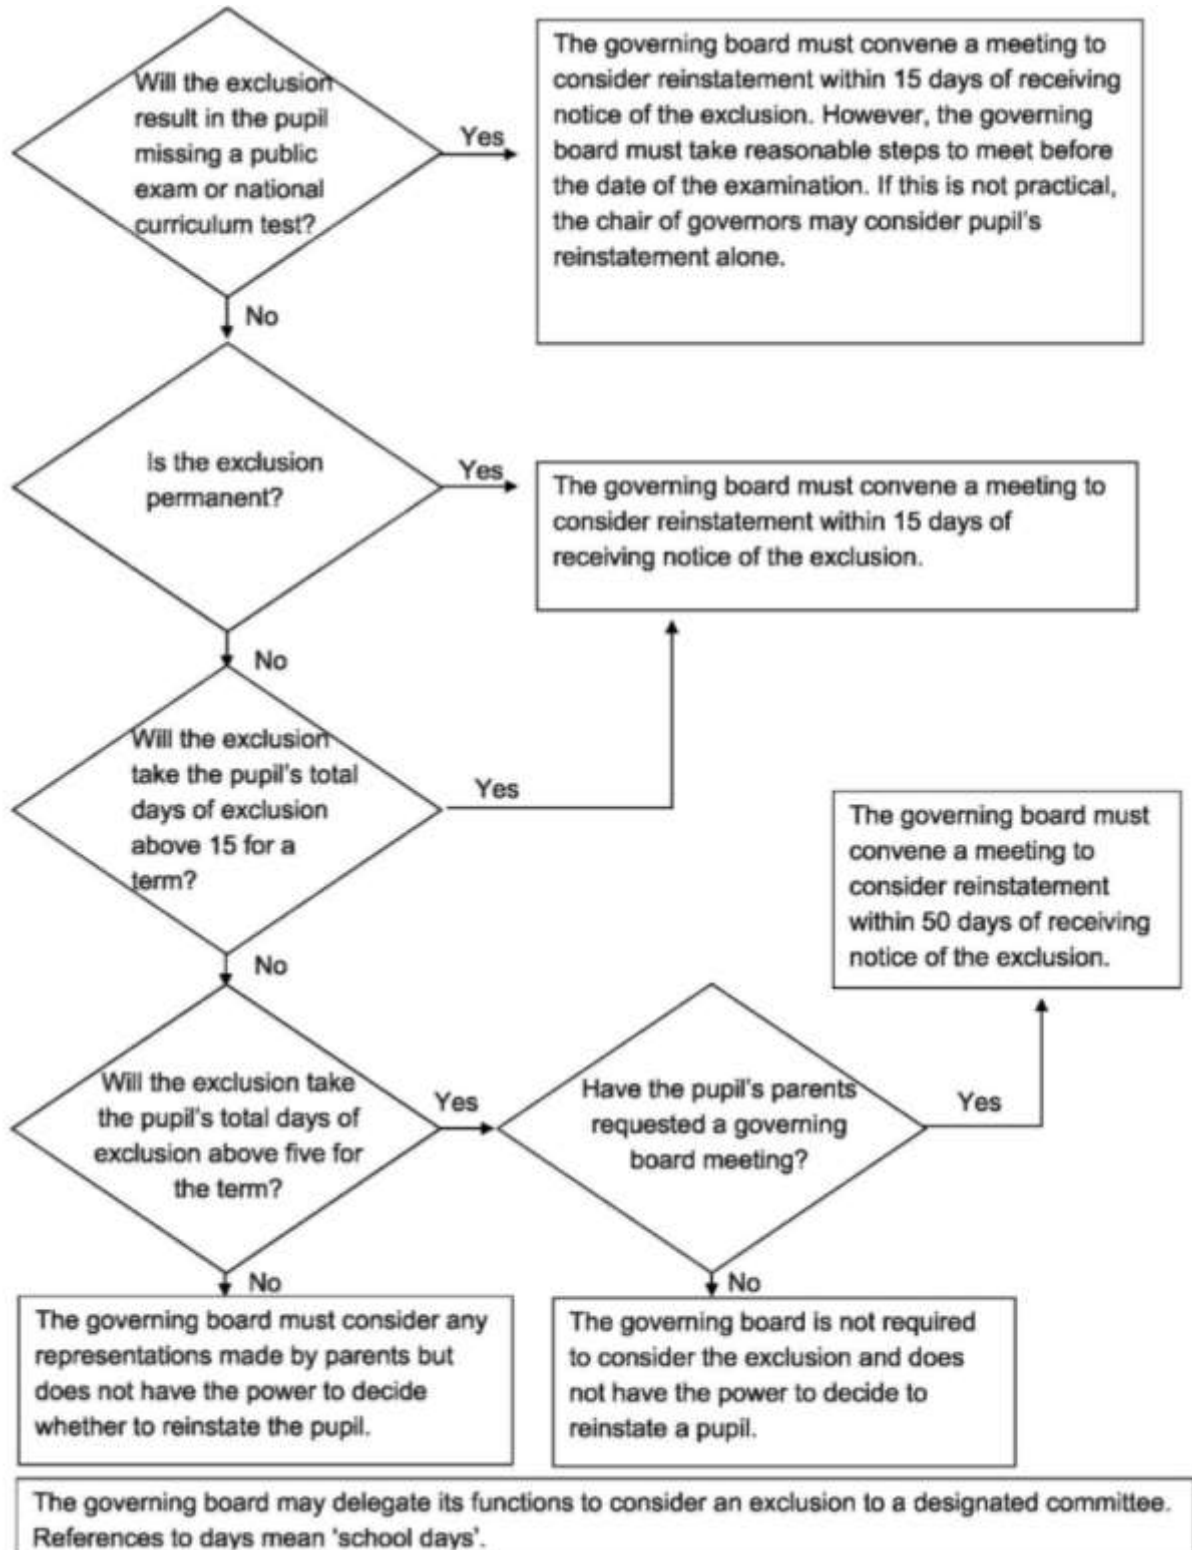 Will the exclusion
result in the pupil
missing a public
exam or national
curriculum test?
Yes
The governing board must convene a meeting to
consider reinstatement within 15 days of receiving
notice of the exclusion. However, the governing
board must take reasonable steps to meet before
the date of the examination. If this is not practical,
the chair of governors may consider pupil's
reinstatement alone.
No
Is the exclusion
permanent?
Yes
The governing board must convene a meeting to
consider reinstatement within 15 days of
receiving notice of the exclusion.
No
Will the exclusion
take the pupil's total
days of exclusion
above 15 for a
term?
Yes
The governing board must
convene a meeting to
consider reinstatement
within 50 days of receiving
notice of the exclusion.
No
Will the exclusion take
the pupil's total days of
exclusion above five for
the term?
Yes
Have the pupil's parents
requested a governing
board meeting?
Yes
No
The governing board must consider any
representations made by parents but
does not have the power to decide
whether to reinstate the pupil.
No
The governing board is not required
to consider the exclusion and does
not have the power to decide to
reinstate a pupil.
The governing board may delegate its functions to consider an exclusion to a designated committee.
References to days mean 'school days'.